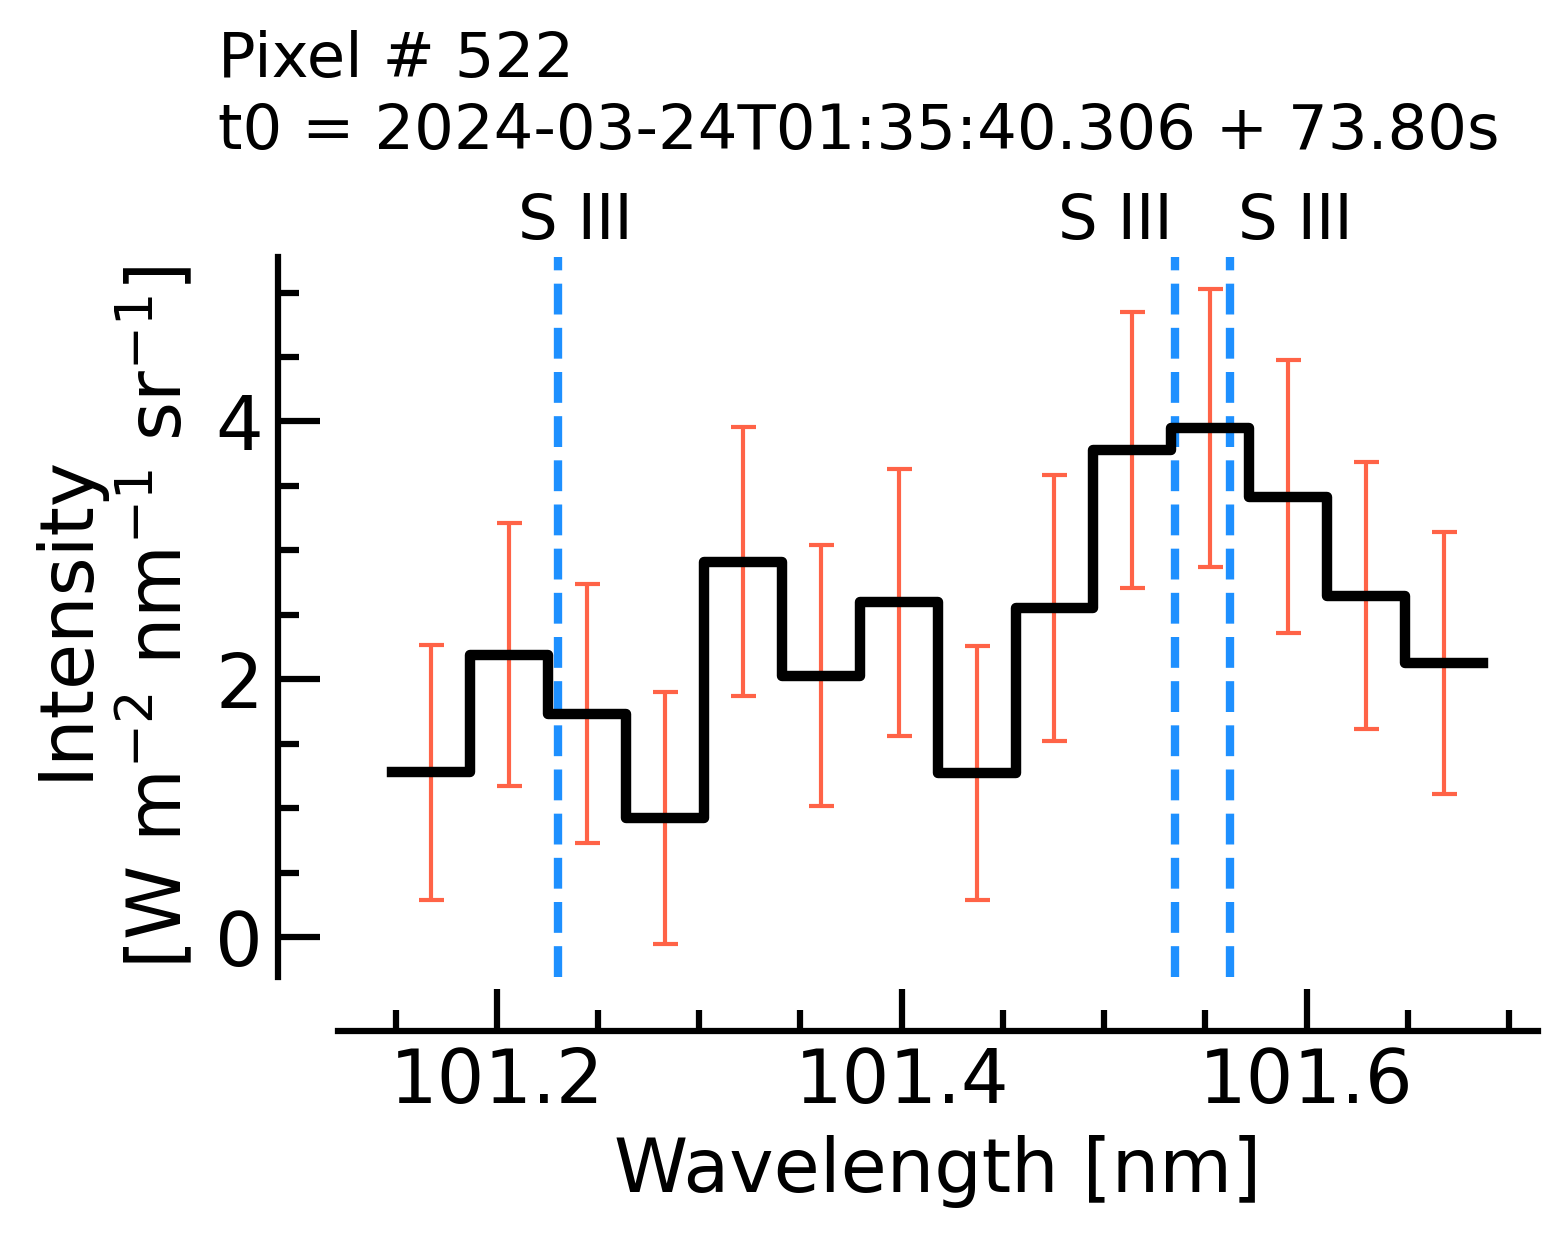 Pixel # 522
t0 = 2024-03-24T01:35:40.306 + 73.80s
S III S III S III
Intensity
[W m⁻² nm⁻¹ sr⁻¹]
4
2
0
101.2 101.4 101.6
Wavelength [nm]